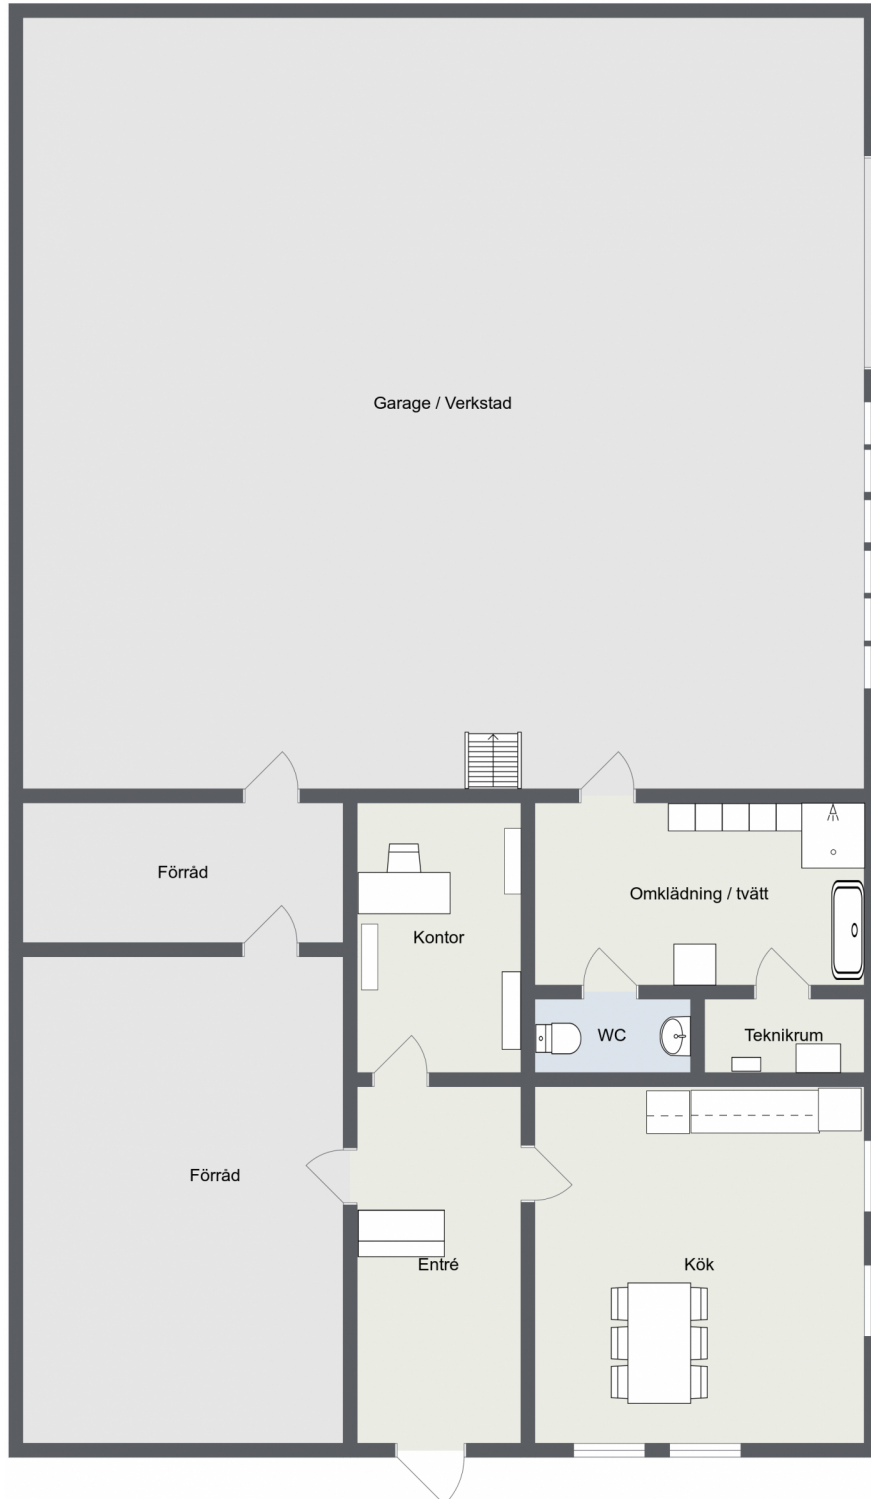 Garage / Verkstad
Förråd
Omklädning / tvätt
Kontor
WC
Teknikrum
Förråd
Entré
Kök